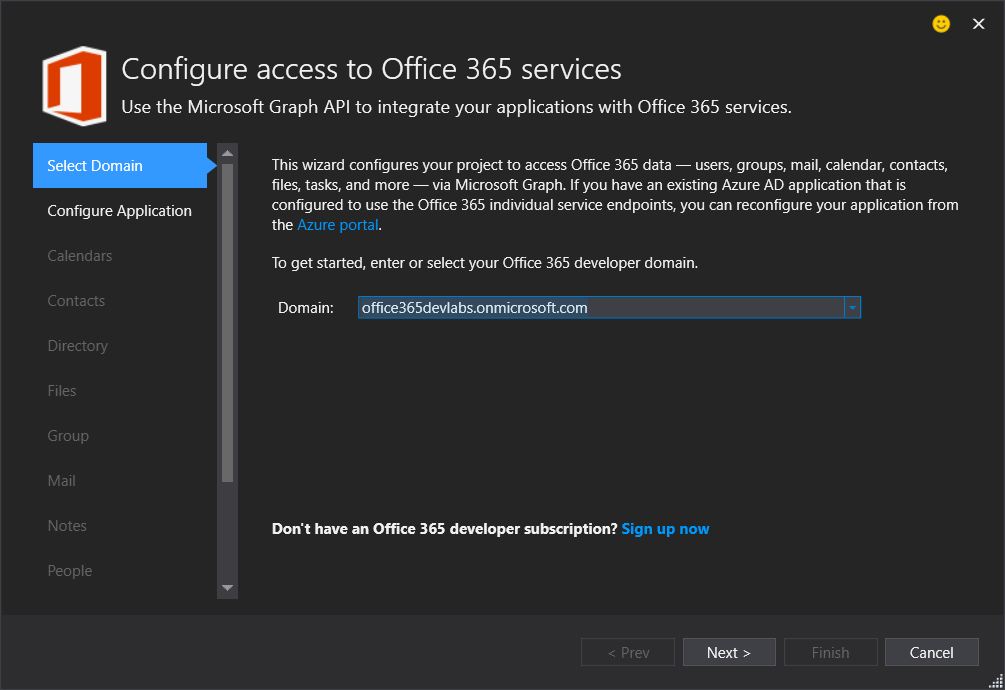 Configure access to Office 365 services
Use the Microsoft Graph API to integrate your applications with Office 365 services.
Select Domain
Configure Application
Calendars
Contacts
Directory
Files
Group
Mail
Notes
People
This wizard configures your project to access Office 365 data — users, groups, mail, calendar, contacts,
files, tasks, and more — via Microsoft Graph. If you have an existing Azure AD application that is
configured to use the Office 365 individual service endpoints, you can reconfigure your application from
the Azure portal.
To get started, enter or select your Office 365 developer domain.
Domain: office365devlabs.onmicrosoft.com
Don't have an Office 365 developer subscription? Sign up now
< Prev Next > Finish Cancel